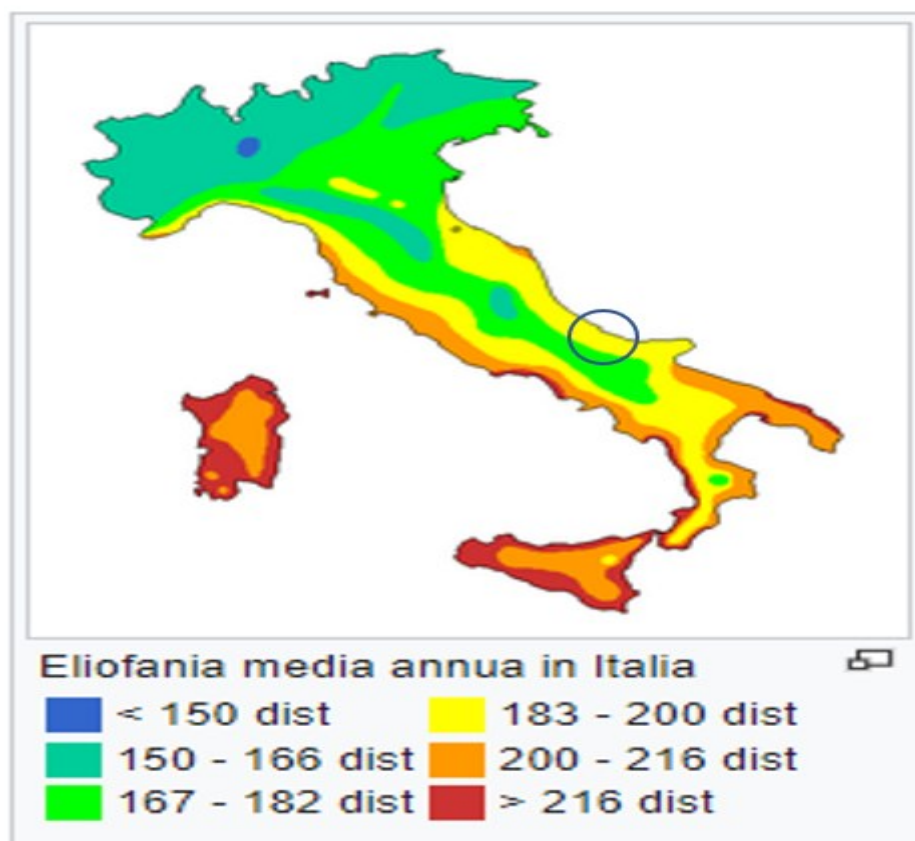 Eliofania media annua in Italia
< 150 dist 183 - 200 dist
150 - 166 dist 200 - 216 dist
167 - 182 dist > 216 dist